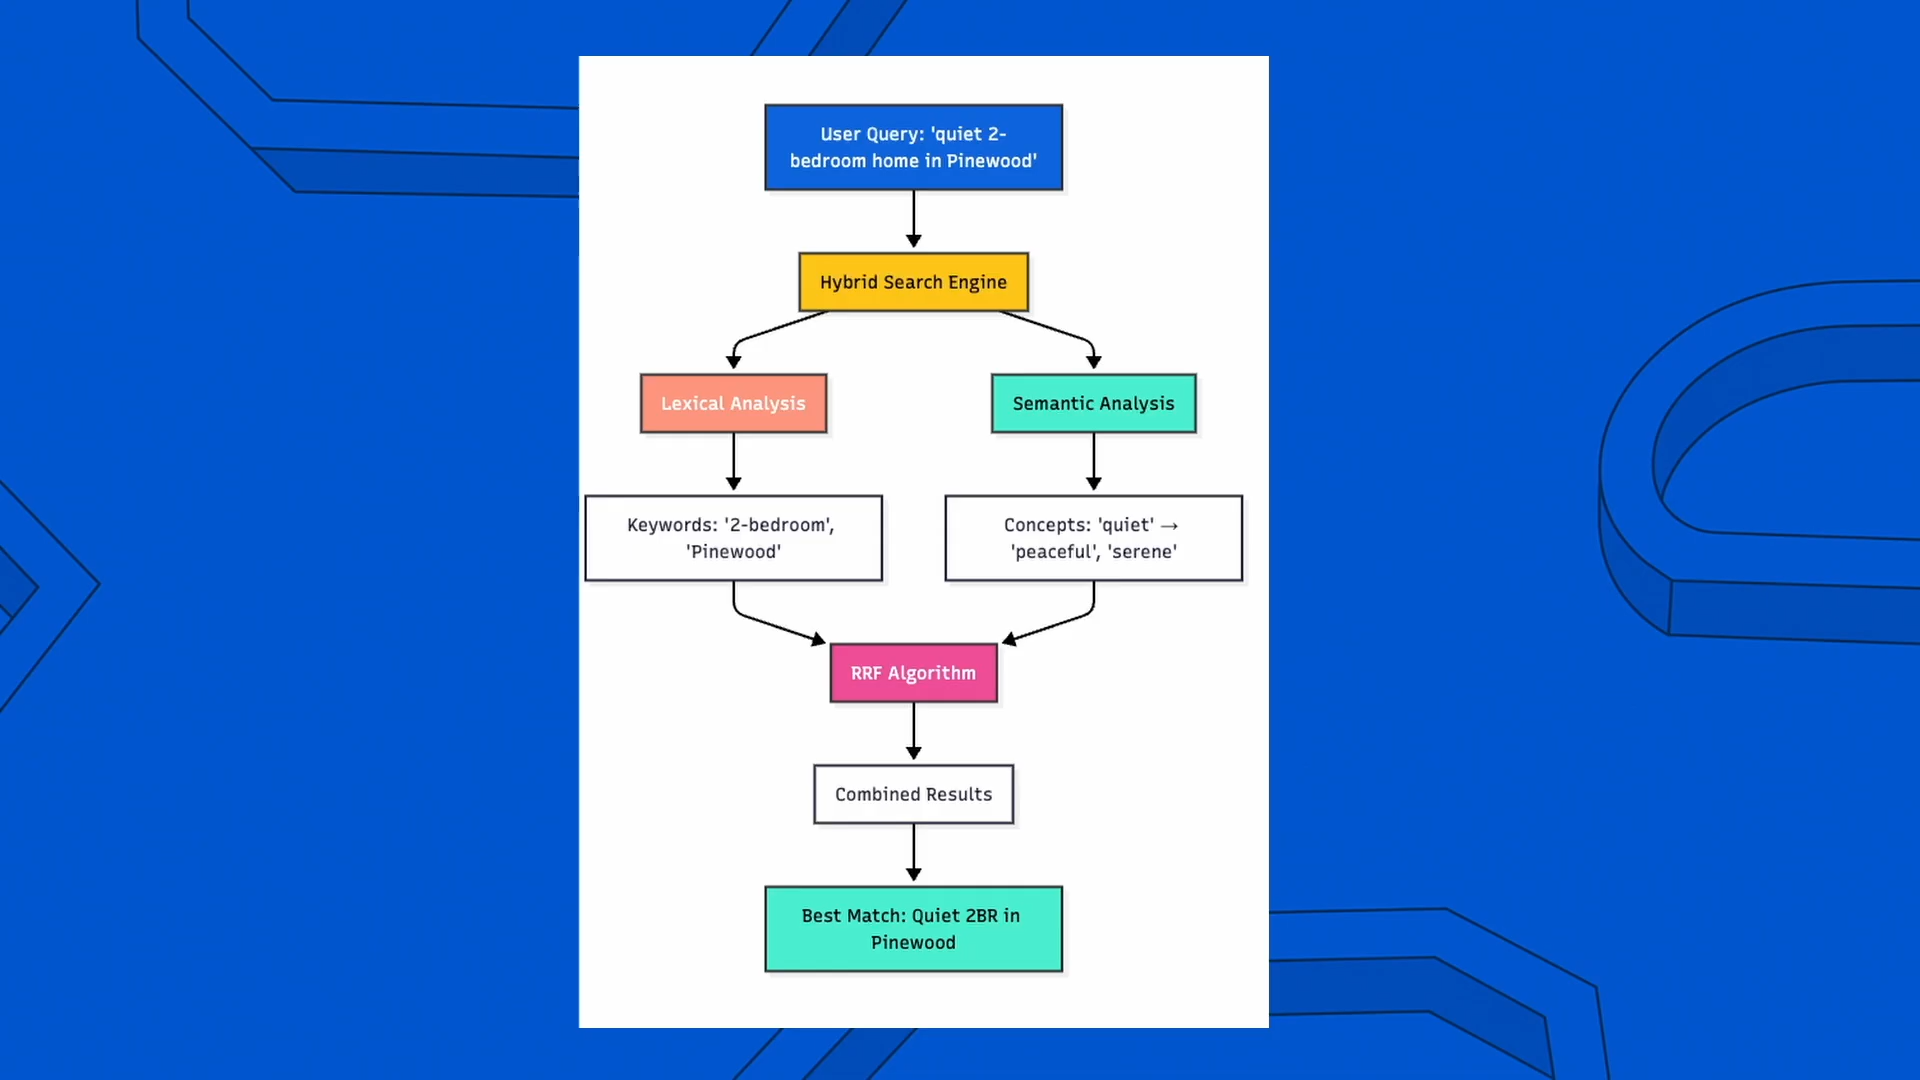 User Query: 'quiet 2-
bedroom home in Pinewood'
Hybrid Search Engine
Lexical Analysis
Semantic Analysis
Keywords: '2-bedroom',
'Pinewood'
Concepts: 'quiet' →
'peaceful', 'serene'
RRF Algorithm
Combined Results
Best Match: Quiet 2BR in
Pinewood